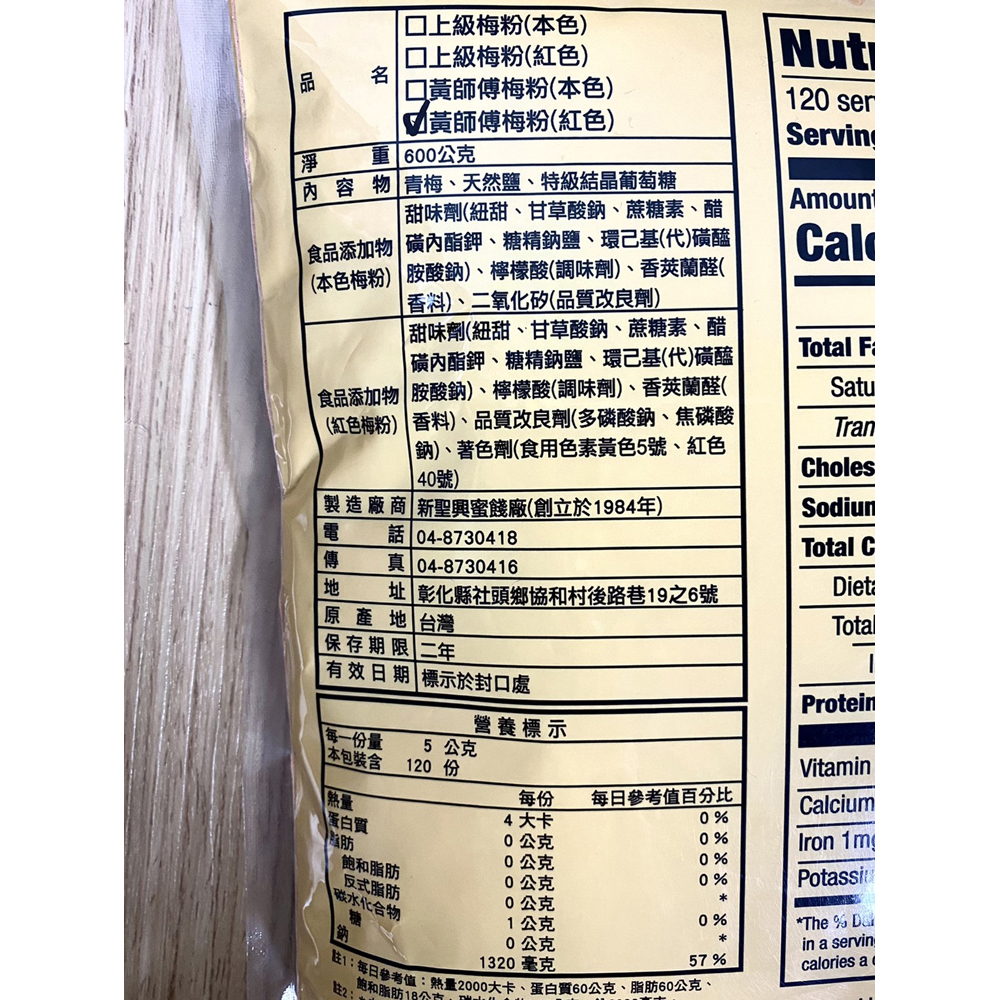 品名
□上級梅粉(本色)
□上級梅粉(紅色)
□黃師傅梅粉(本色)
☑黃師傅梅粉(紅色)
淨重 600公克
內容物 青梅、天然鹽、特級結晶葡萄糖
食品添加物
(本色梅粉)
甜味劑(紐甜、甘草酸鈉、蔗糖素、醋
磺內酯鉀、糖精鈉鹽、環己基(代)磺醯
胺酸鈉)、檸檬酸(調味劑)、香莢蘭醛(
香料)、二氧化矽(品質改良劑)
食品添加物
(紅色梅粉)
甜味劑(紐甜、甘草酸鈉、蔗糖素、醋
磺內酯鉀、糖精鈉鹽、環己基(代)磺醯
胺酸鈉)、檸檬酸(調味劑)、香莢蘭醛(
香料)、品質改良劑(多磷酸鈉、焦磷酸
鈉)、著色劑(食用色素黃色5號、紅色
40號)
製造廠商 新聖興蜜餞廠(創立於1984年)
電話 04-8730418
傳真 04-8730416
地址 彰化縣社頭鄉協和村後路巷19之6號
原產地 台灣
保存期限 二年
有效日期 標示於封口處
營養標示
每一份量 5 公克
本包裝含 120 份
每份 每日參考值百分比
熱量 4 大卡 0 %
蛋白質 0 公克 0 %
脂肪 0 公克 0 %
飽和脂肪 0 公克 0 %
反式脂肪 0 公克 *
碳水化合物 1 公克 0 %
糖 0 公克 *
鈉 1320 毫克 57 %
註1：每日參考值：熱量2000大卡、蛋白質60公克、脂肪60公克、
飽和脂肪18公克、
註2：
120 ser
Serving
Amount
Total
Choles
Sodium
Total C
Total
Protein
Vitamin
Calcium
Iron 1m
*The %
in a serving
calories a